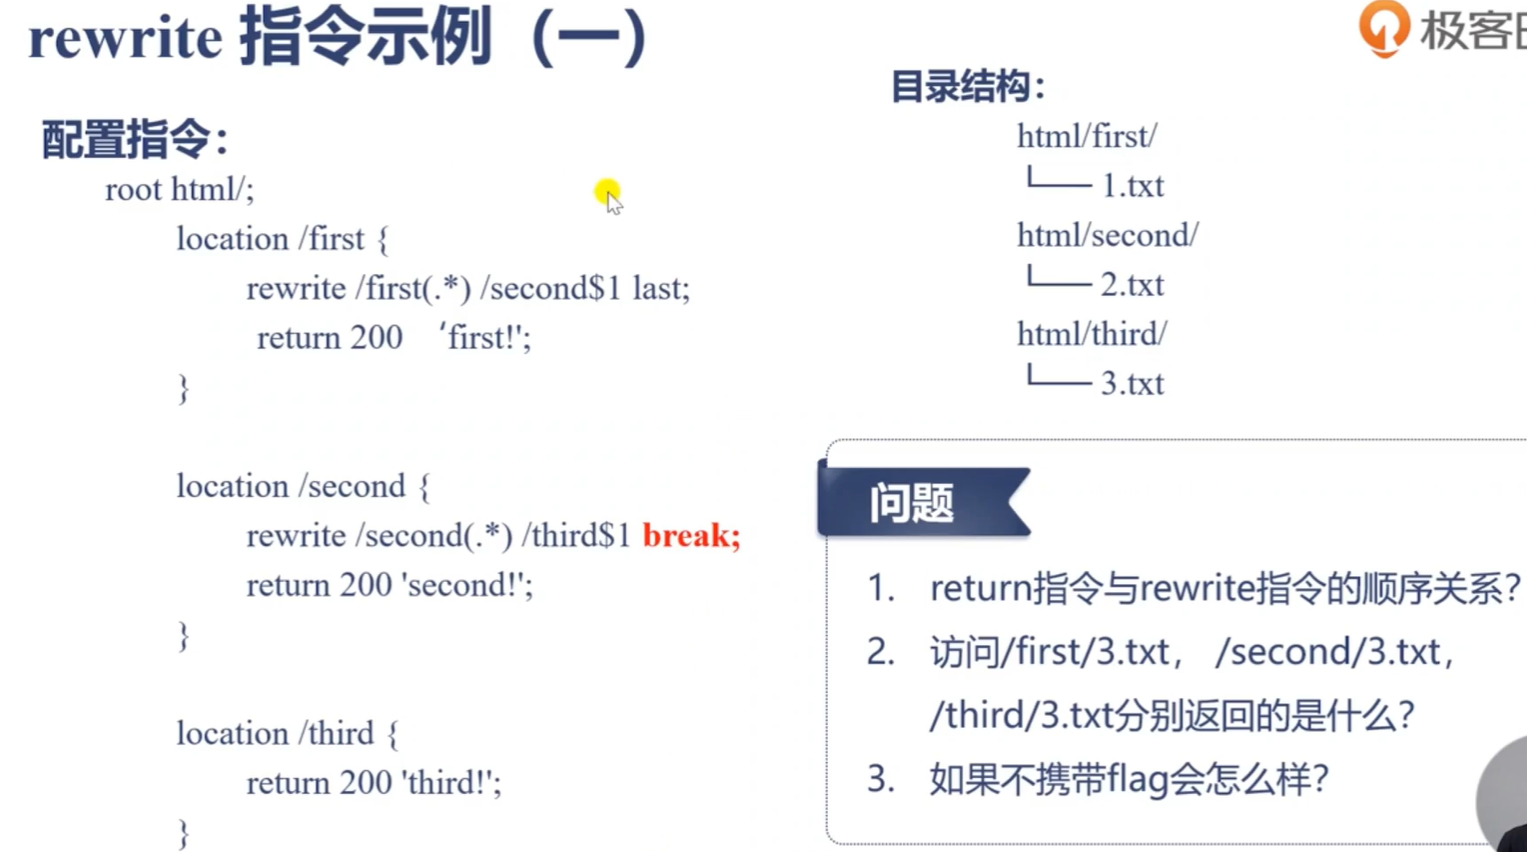 rewrite 指令示例（一）
极客
配置指令：
root html/;
location /first {
rewrite /first(.*) /second$1 last;
return 200 ‘first!';
}
location /second {
rewrite /second(.*) /third$1 break;
return 200 'second!';
}
location /third {
return 200 'third!';
}
目录结构：
html/first/
└── 1.txt
html/second/
└── 2.txt
html/third/
└── 3.txt
问题
1. return指令与rewrite指令的顺序关系？
2. 访问/first/3.txt， /second/3.txt，
/third/3.txt分别返回的是什么？
3. 如果不携带flag会怎么样？